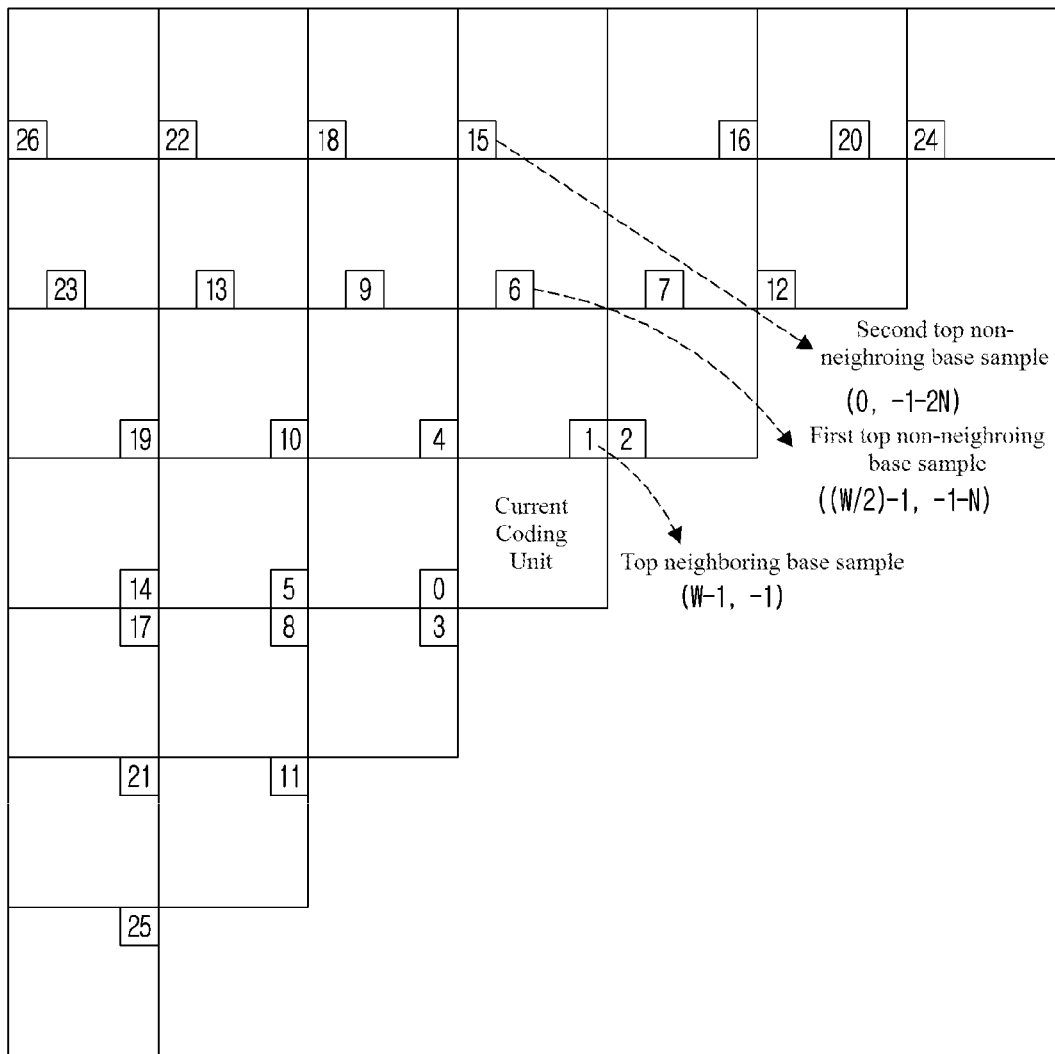 26 22 18 15 16 20 24
23 13 9 6 7 12
Second top non-
neighroing base sample
(0, -1-2N)
19 10 4 1 2
First top non-neighroing
base sample
((W/2)-1, -1-N)
Current
Coding
Unit
Top neighboring base sample
(W-1, -1)
14 5 0
17 8 3
21 11
25